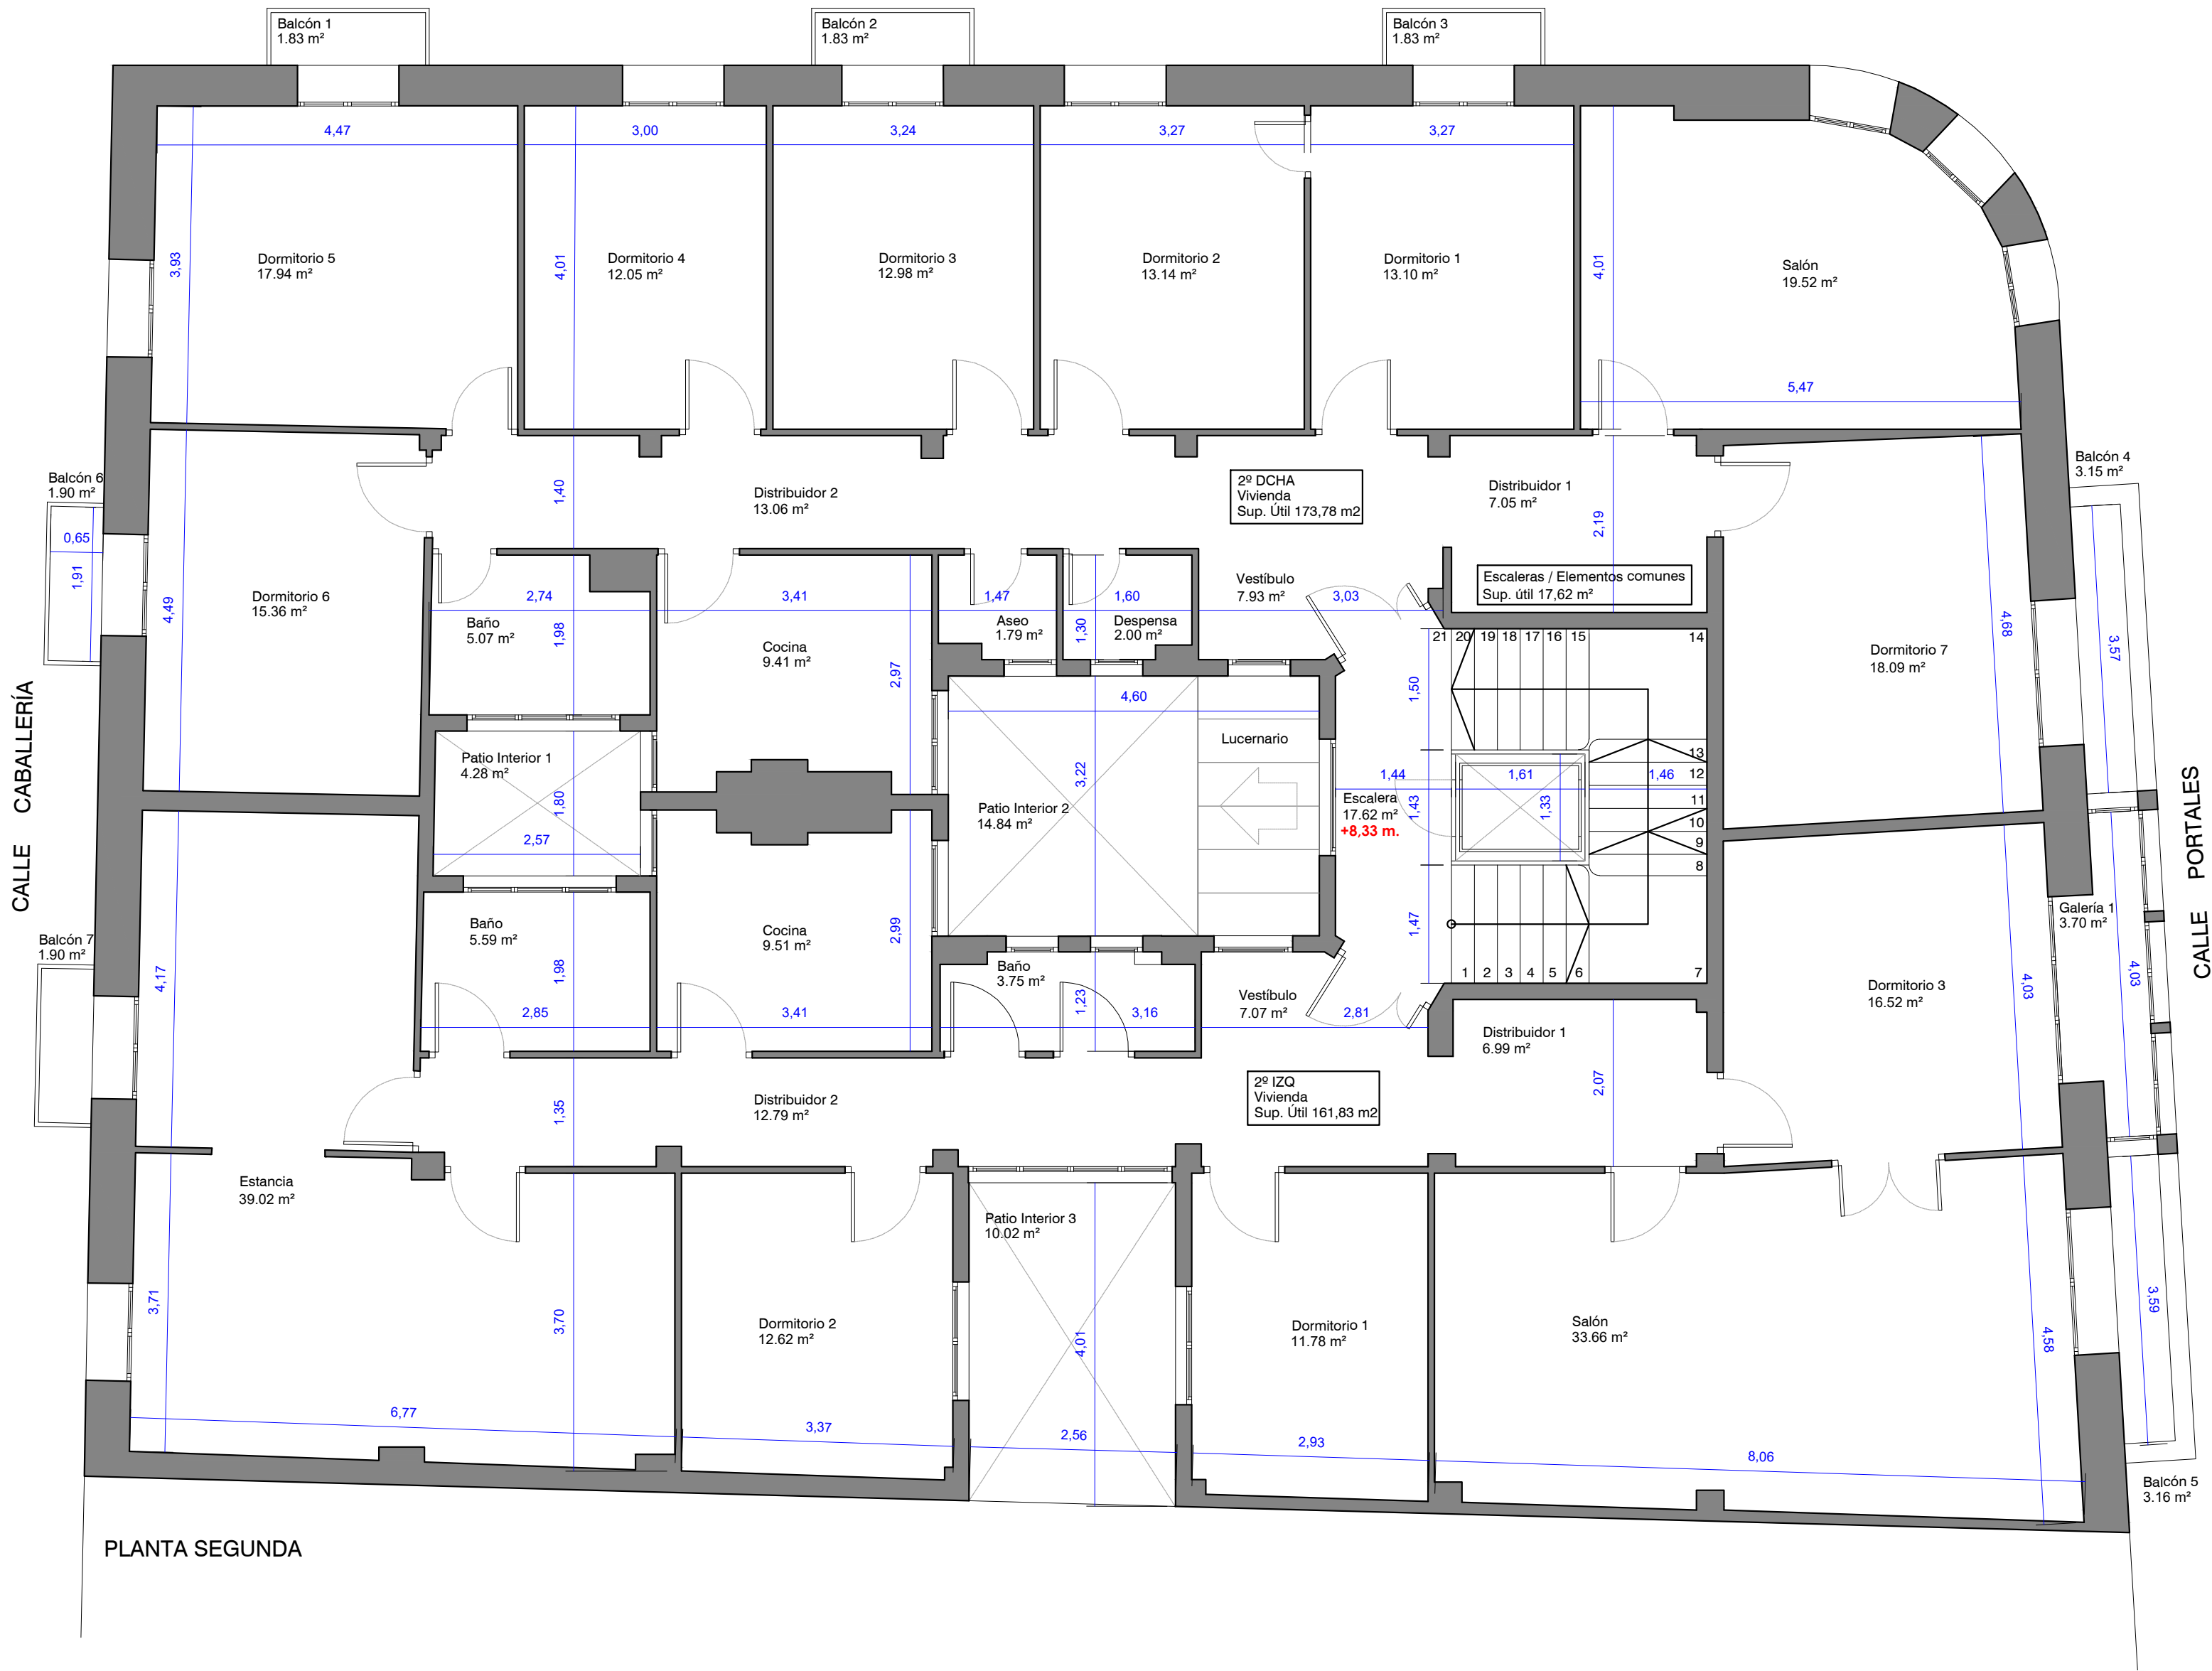 Balcón 1
1.83 m²
Balcón 2
1.83 m²
Balcón 3
1.83 m²
4,47
3,00
3,24
3,27
3,27
3,93
4,01
4,01
Dormitorio 5
17.94 m²
Dormitorio 4
12.05 m²
Dormitorio 3
12.98 m²
Dormitorio 2
13.14 m²
Dormitorio 1
13.10 m²
Salón
19.52 m²
5,47
Balcón 6
1.90 m²
0,65
1,91
Balcón 4
3.15 m²
1,40
Distribuidor 2
13.06 m²
2º DCHA
Vivienda
Sup. Útil 173,78 m2
Distribuidor 1
7.05 m²
2,19
Escaleras / Elementos comunes
Sup. útil 17,62 m²
Dormitorio 6
15.36 m²
4,49
2,74
Baño
5.07 m²
1,98
3,41
Cocina
9.41 m²
2,97
1,47
Aseo
1.79 m²
1,30
1,60
Despensa
2.00 m²
Vestíbulo
7.93 m²
3,03
21 20 19 18 17 16 15 14
4,68
3,57
Dormitorio 7
18.09 m²
1,50
4,60
Lucernario
CALLE CABALLERÍA
Patio Interior 1
4.28 m²
1,80
2,57
3,22
Patio Interior 2
14.84 m²
1,44
Escalera
17.62 m²
+8,33 m.
1,43
1,61
1,33
1,46
13
12
11
10
9
8
CALLE PORTALES
Galería 1
3.70 m²
4,03
4,03
Dormitorio 3
16.52 m²
Balcón 7
1.90 m²
4,17
Baño
5.59 m²
1,98
2,85
Cocina
9.51 m²
2,99
3,41
Baño
3.75 m²
1,23
3,16
Vestíbulo
7.07 m²
2,81
1,47
1 2 3 4 5 6 7
Distribuidor 1
6.99 m²
2,07
1,35
Distribuidor 2
12.79 m²
2º IZQ
Vivienda
Sup. Útil 161,83 m2
Estancia
39.02 m²
3,71
3,70
6,77
Dormitorio 2
12.62 m²
3,37
Patio Interior 3
10.02 m²
4,01
2,56
Dormitorio 1
11.78 m²
2,93
Salón
33.66 m²
8,06
4,58
3,59
Balcón 5
3.16 m²
PLANTA SEGUNDA